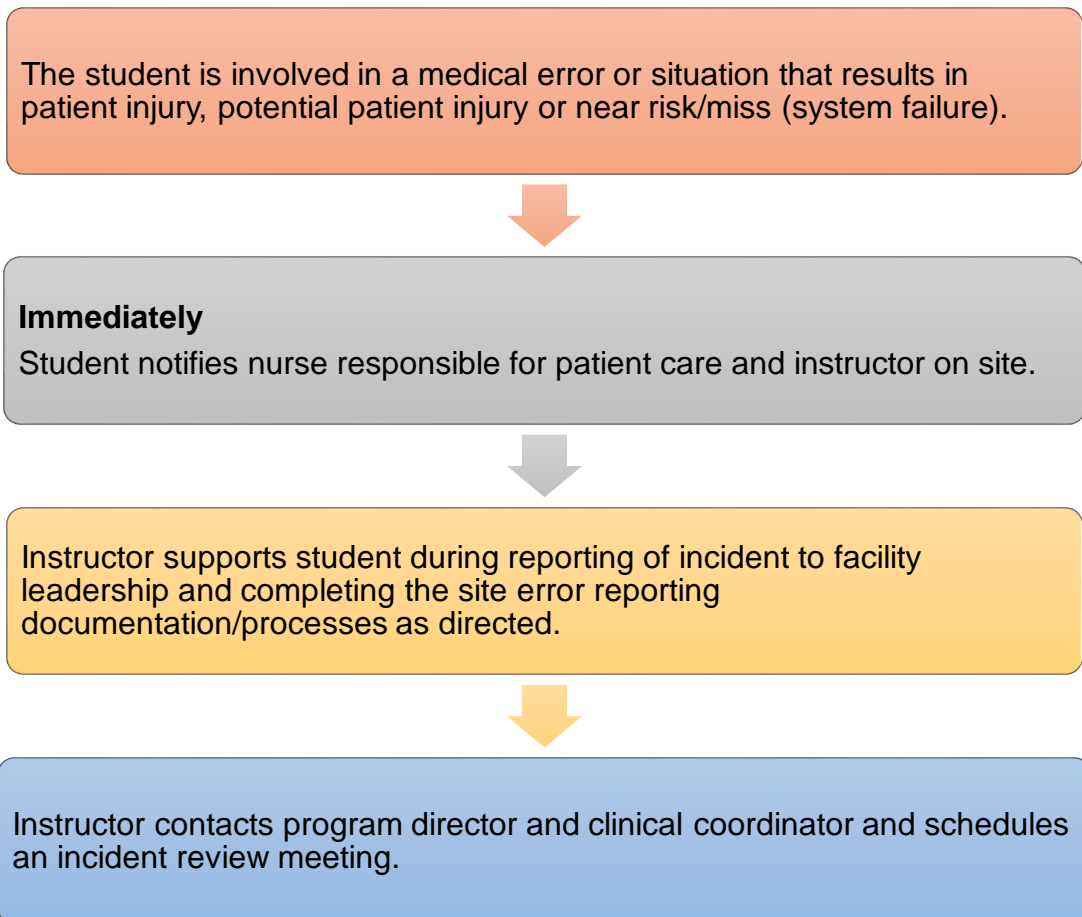 The student is involved in a medical error or situation that results in
patient injury, potential patient injury or near risk/miss (system failure).
Immediately
Student notifies nurse responsible for patient care and instructor on site.
Instructor supports student during reporting of incident to facility
leadership and completing the site error reporting
documentation/processes as directed.
Instructor contacts program director and clinical coordinator and schedules
an incident review meeting.